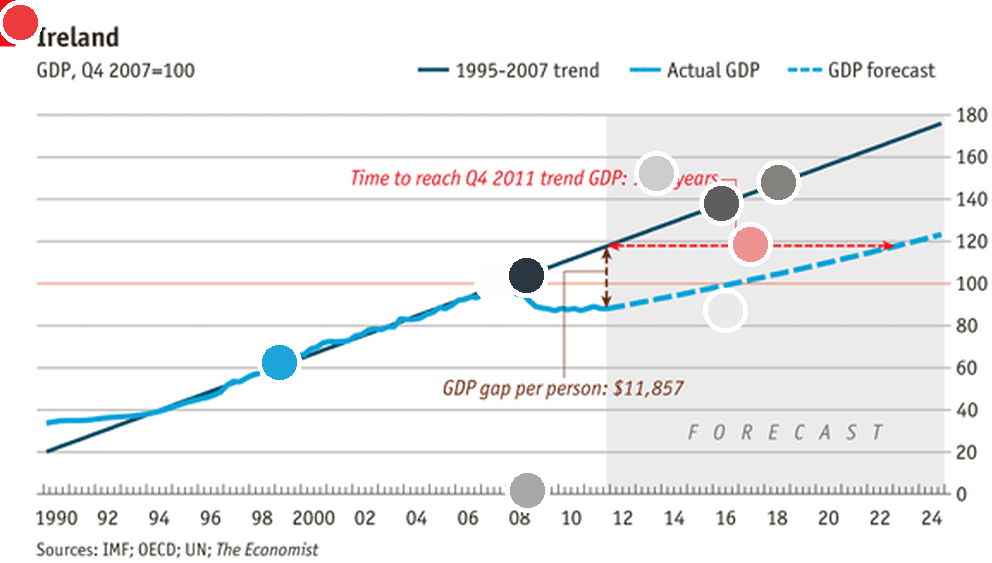 Ireland
GDP, Q4 2007=100
1995-2007 trend
Actual GDP
GDP forecast
180
160
Time to reach Q4 2011 trend GDP: years
140
120
100
80
60
GDP gap per person: $11,857
40
FORECAST
20
0
1990 92 94 96 98 2000 02 04 06 08 10 12 14 16 18 20 22 24
Sources: IMF; OECD; UN; The Economist